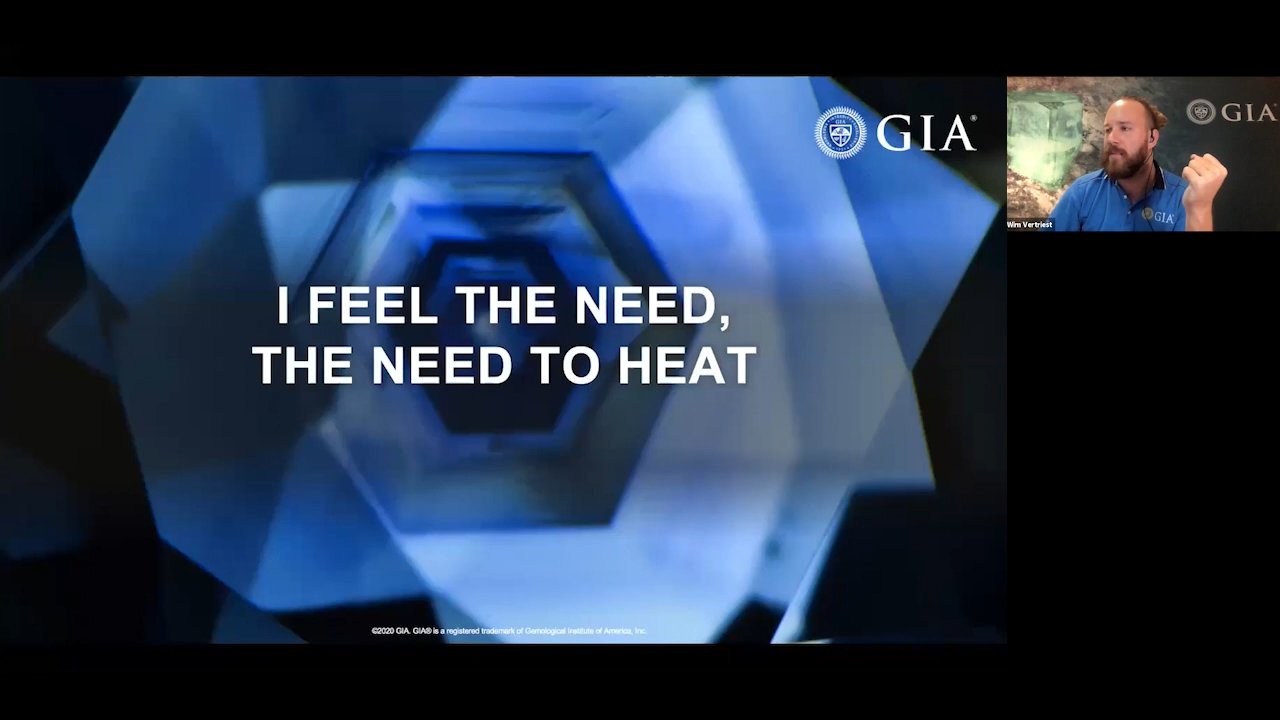 GIA®
I FEEL THE NEED,
THE NEED TO HEAT
©2020 GIA. GIA® is a registered trademark of Gemological Institute of America, Inc.
GIA®
GIA
Wim Vertriest